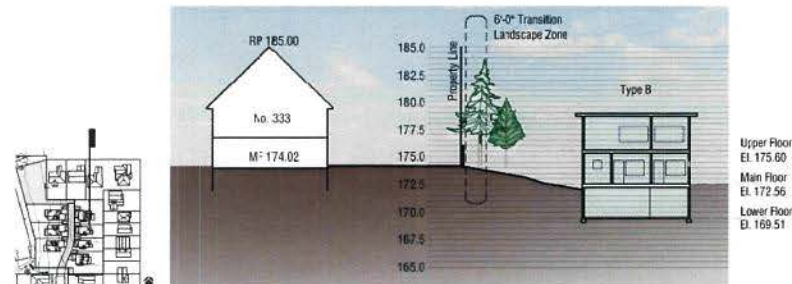 6'-0" Transition
Landscape Zone
RP 185.00
185.0
Property Line
182.5
Type B
180.0
No. 333
177.5
Upper Floor
El. 175.60
MF 174.02
175.0
Main Floor
El. 172.56
172.5
Lower Floor
El. 169.51
170.0
167.5
165.0